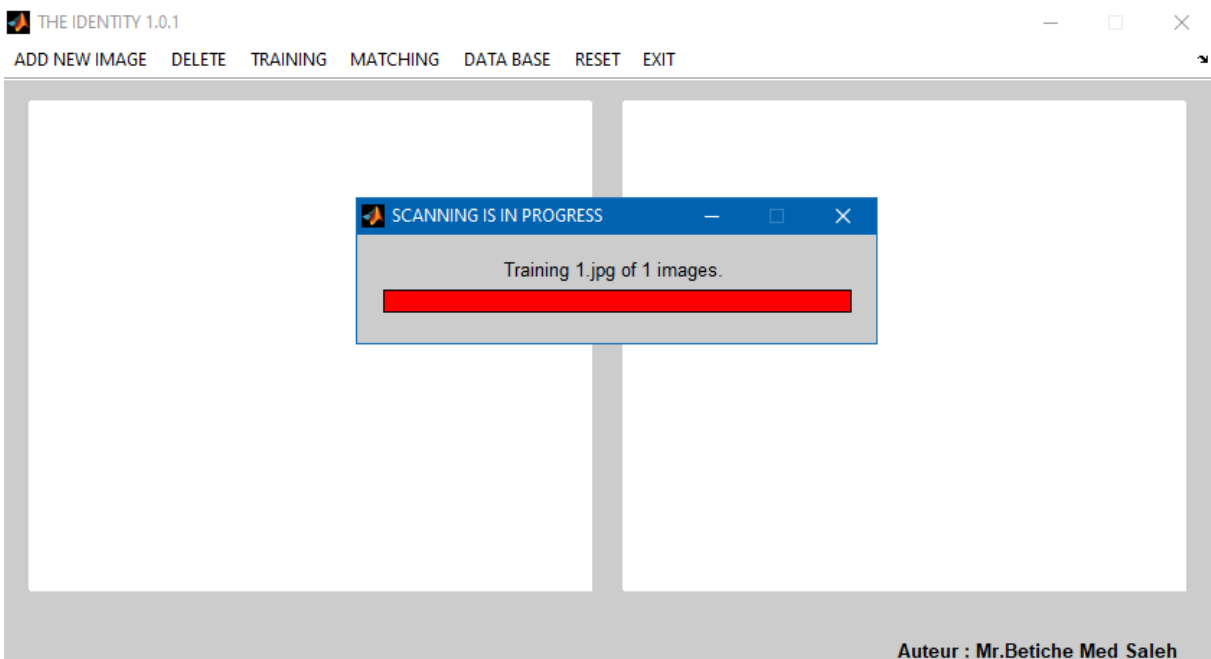 THE IDENTITY 1.0.1
ADD NEW IMAGE DELETE TRAINING MATCHING DATA BASE RESET EXIT
SCANNING IS IN PROGRESS
Training 1.jpg of 1 images.
Auteur : Mr.Betiche Med Saleh